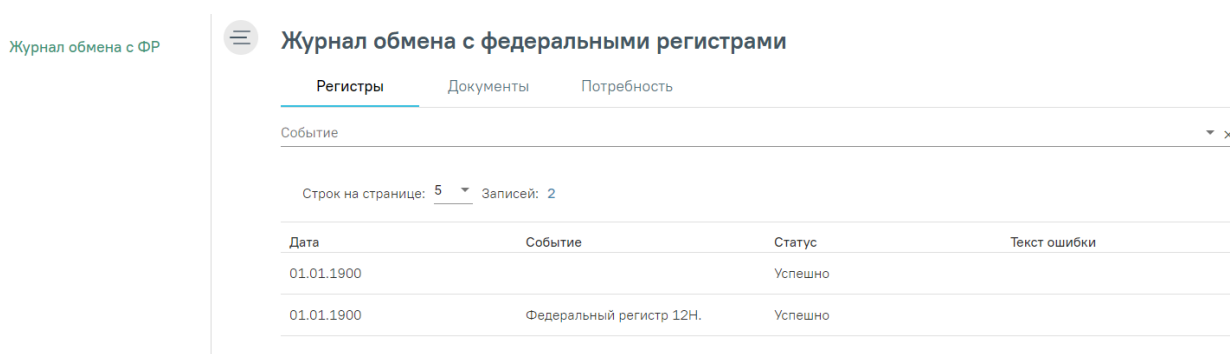 Журнал обмена с ФР
Журнал обмена с федеральными регистрами
Регистры Документы Потребность
Событие
Строк на странице: 5 Записей: 2
Дата Событие Статус Текст ошибки
01.01.1900 Успешно
01.01.1900 Федеральный регистр 12Н. Успешно